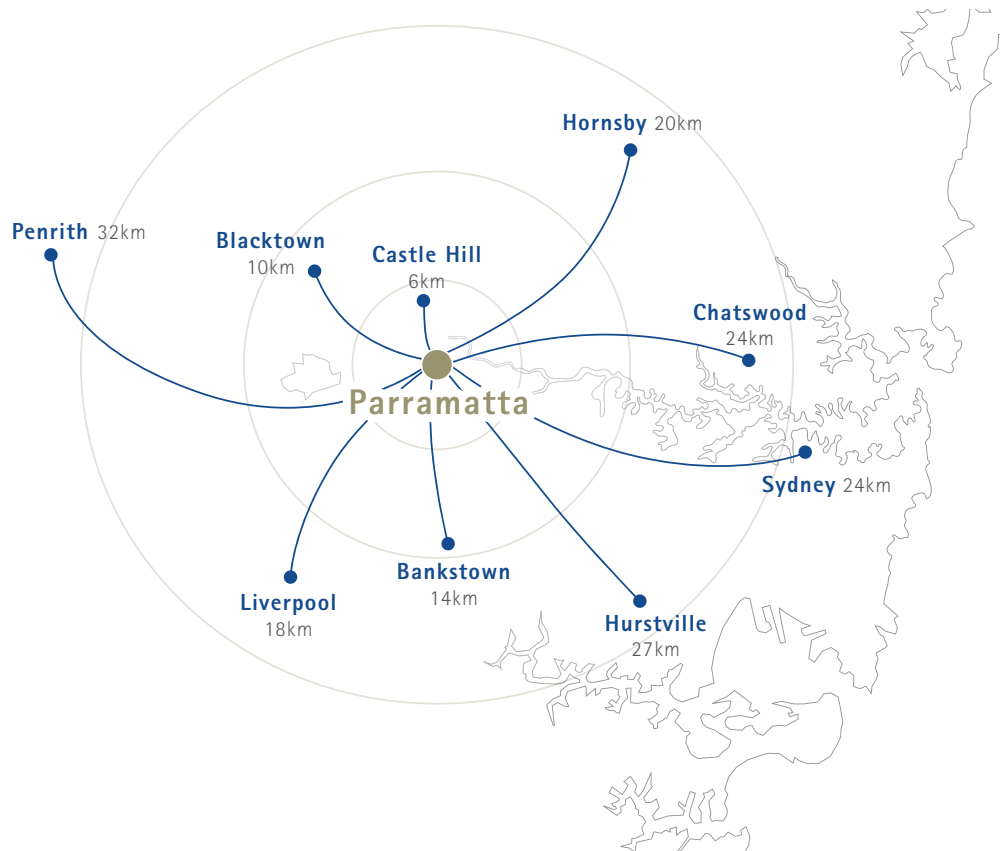 Hornsby 20km
Penrith 32km
Blacktown
10km
Castle Hill
6km
Chatswood
24km
Parramatta
Sydney 24km
Bankstown
14km
Liverpool
18km
Hurstville
27km